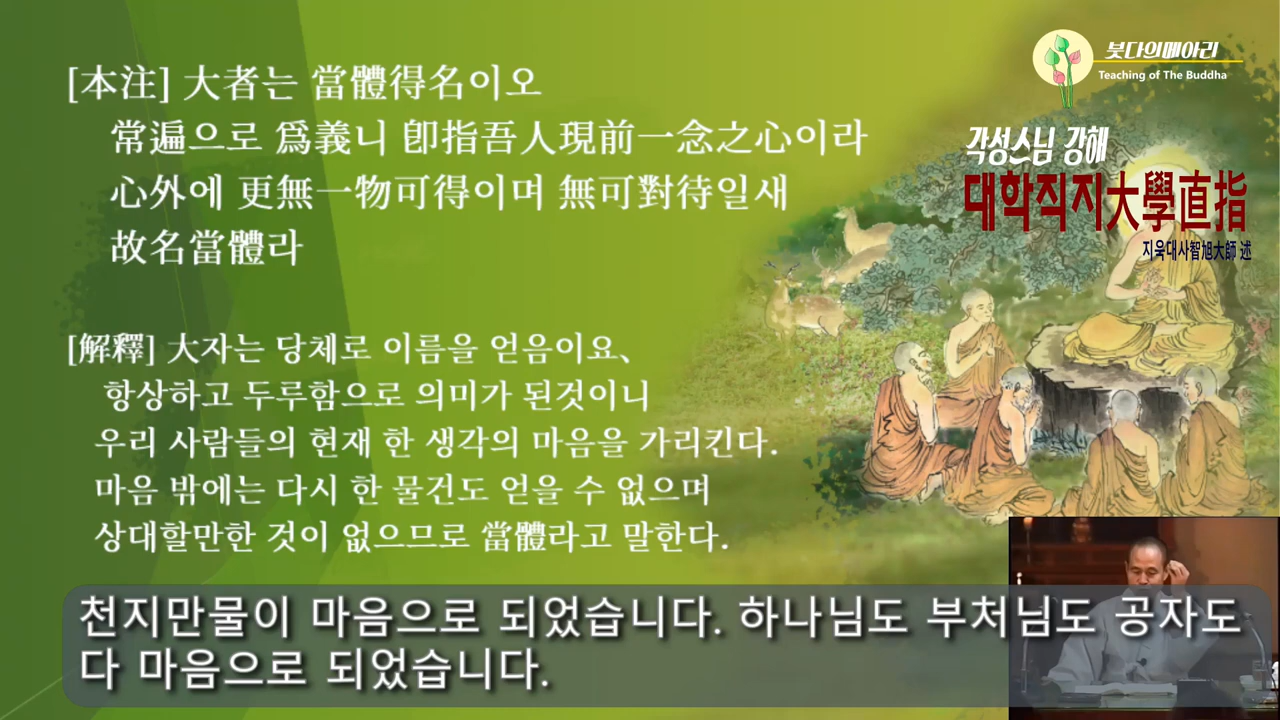 [本注] 大者는 當體得名이오
常遍으로 爲義니 卽指吾人現前一念之心이라
心外에 更無一物可得이며 無可對待일새
故名當體라
[解釋] 大자는 당체로 이름을 얻음이요、
항상하고 두루함으로 의미가 된것이니
우리 사람들의 현재 한 생각의 마음을 가리킨다.
마음 밖에는 다시 한 물건도 얻을 수 없으며
상대할만한 것이 없으므로 當體라고 말한다.
붓다의메아리
Teaching of The Buddha
각성스님 강해
대학직지大學直指
지욱대사智旭大師 述
천지만물이 마음으로 되었습니다. 하나님도 부처님도 공자도
다 마음으로 되었습니다.